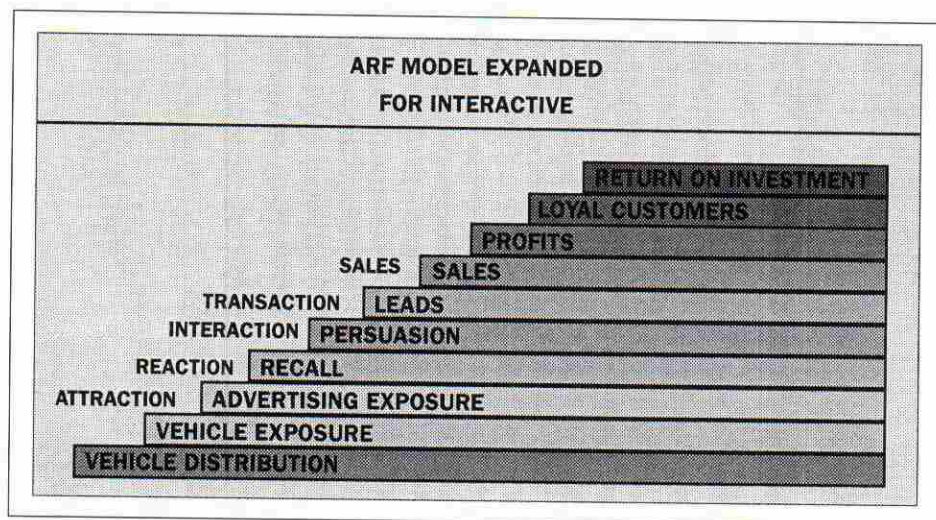 ARF MODEL EXPANDED
FOR INTERACTIVE
RETURN ON INVESTMENT
LOYAL CUSTOMERS
PROFITS
SALES SALES
TRANSACTION LEADS
INTERACTION PERSUASION
REACTION RECALL
ATTRACTION ADVERTISING EXPOSURE
VEHICLE EXPOSURE
VEHICLE DISTRIBUTION